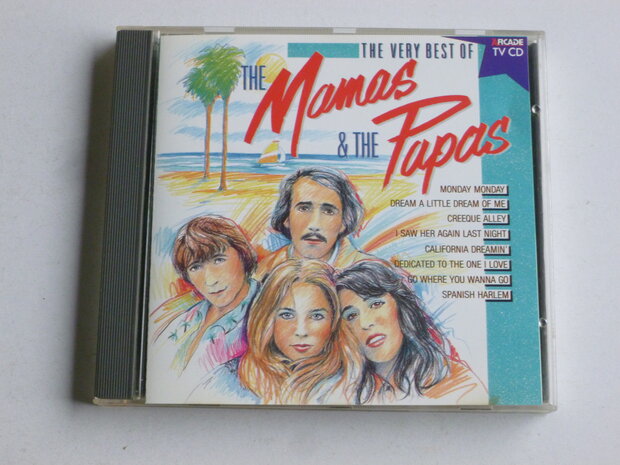 THE VERY BEST OF
THE Mamas
& THE Papas
ARCADE
TV CD
MONDAY MONDAY
DREAM A LITTLE DREAM OF ME
CREEQUE ALLEY
I SAW HER AGAIN LAST NIGHT
CALIFORNIA DREAMIN'
DEDICATED TO THE ONE I LOVE
GO WHERE YOU WANNA GO
SPANISH HARLEM